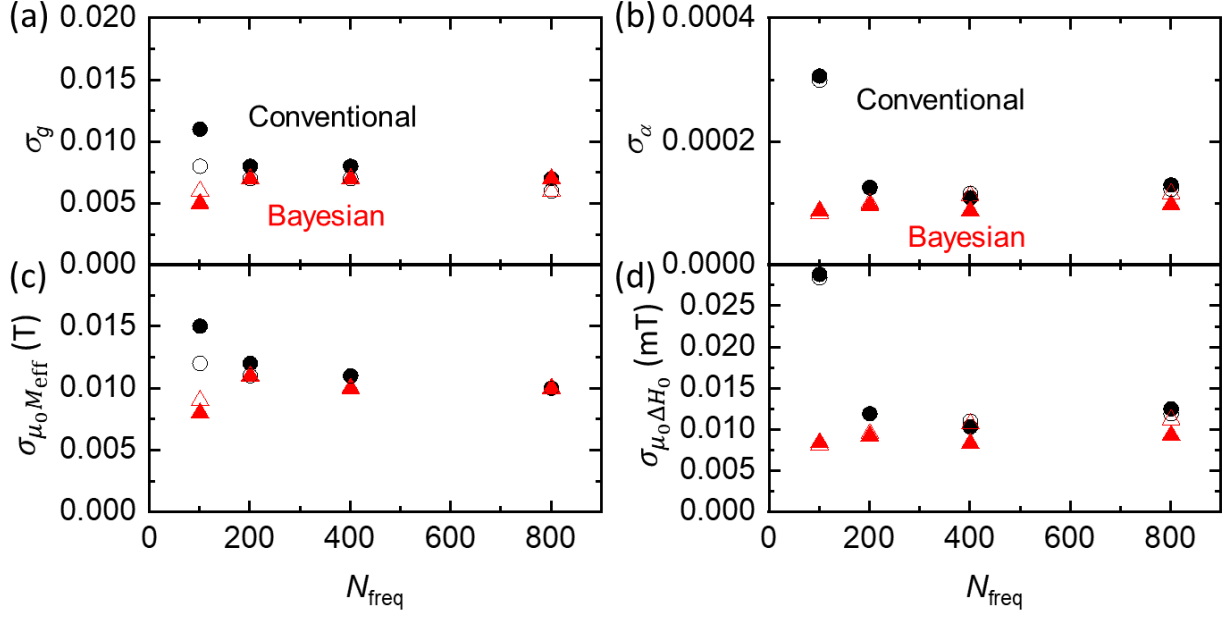 (a)
0.020
0.015
0.010
0.005
0.000
σg
Conventional
Bayesian
(b)
0.0004
0.0002
0.0000
σα
Conventional
Bayesian
(c)
0.015
0.010
0.005
0.000
σμ0Meff (T)
0 200 400 600 800
Nfreq
(d)
0.025
0.020
0.015
0.010
0.005
0.000
σμ0ΔH0 (mT)
0 200 400 600 800
Nfreq